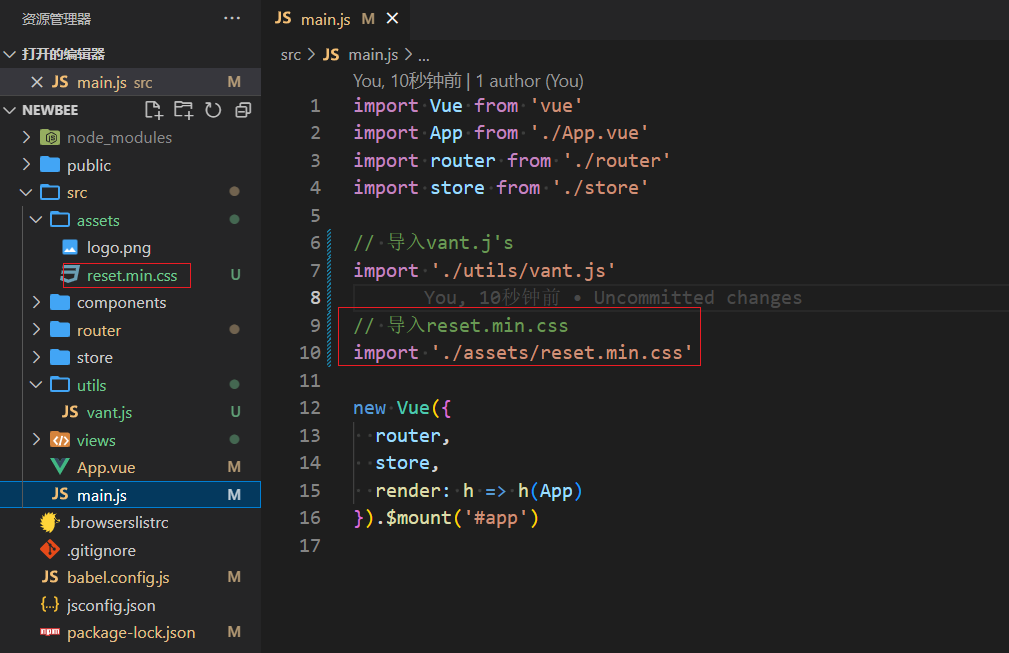 资源管理器 ···
打开的编辑器
× JS main.js src M
NEWBEE
node_modules
public
src
assets
logo.png
reset.min.css U
components
router
store
utils
JS vant.js U
views
App.vue M
JS main.js M
.browserslistrc
.gitignore
JS babel.config.js M
{..} jsconfig.json
npm package-lock.json M
JS main.js M ×
src > JS main.js > ...
You, 10秒钟前 | 1 author (You)
1 import Vue from 'vue'
2 import App from './App.vue'
3 import router from './router'
4 import store from './store'
5
6 // 导入vant.j's
7 import './utils/vant.js'
8 You, 10秒钟前 • Uncommitted changes
9 // 导入reset.min.css
10 import './assets/reset.min.css'
11
12 new Vue({
13 router,
14 store,
15 render: h => h(App)
16 }).$mount('#app')
17